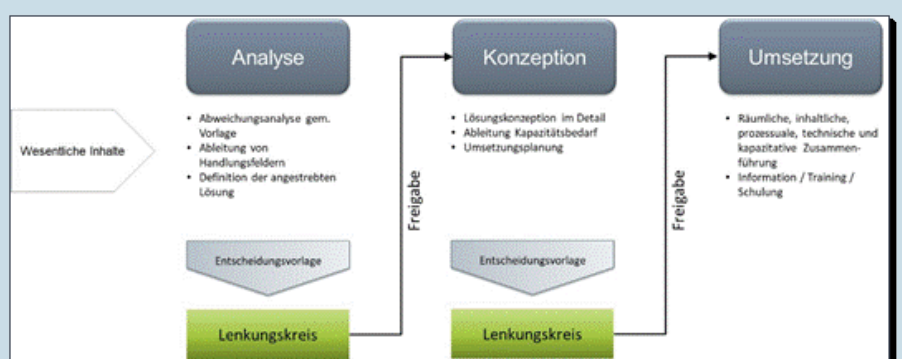 Analyse
Konzeption
Umsetzung
Wesentliche Inhalte
• Abweichungsanalyse gem.
Vorlage
• Ableitung von
Handlungsfeldern
• Definition der angestrebten
Lösung
Freigabe
• Lösungskonzeption im Detail
• Ableitung Kapazitätsbedarf
• Umsetzungsplanung
Freigabe
• Räumliche, inhaltliche,
prozessuale, technische und
kapazitative Zusammen-
führung
• Information / Training /
Schulung
Entscheidungsvorlage
Entscheidungsvorlage
Lenkungskreis
Lenkungskreis